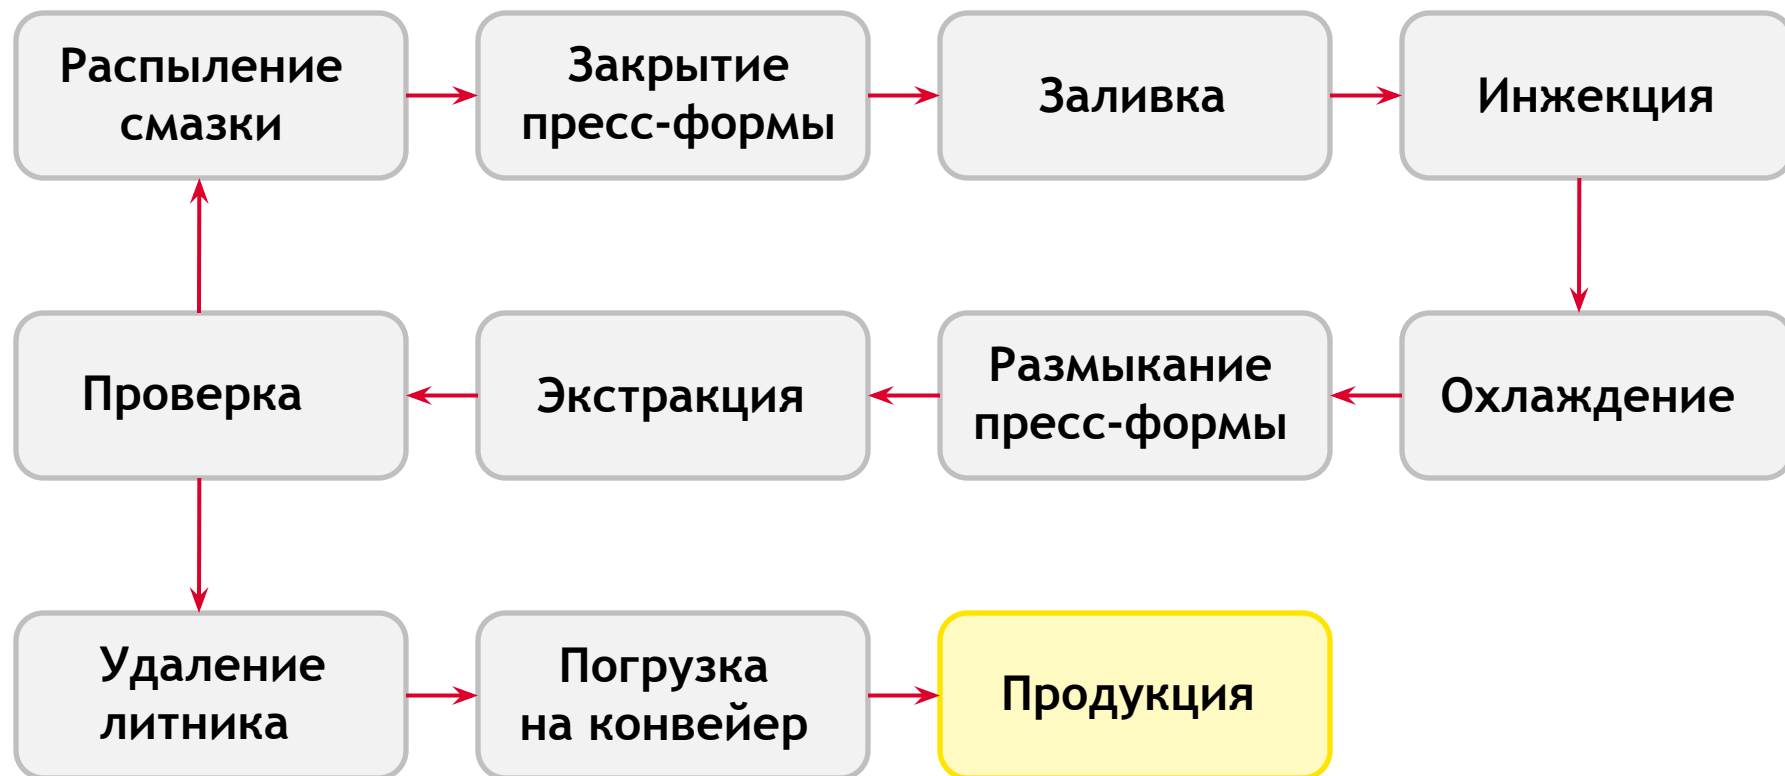 Распыление
смазки
Закрытие
пресс-формы
Заливка
Инжекция
Проверка
Экстракция
Размыкание
пресс-формы
Охлаждение
Удаление
литника
Погрузка
на конвейер
Продукция